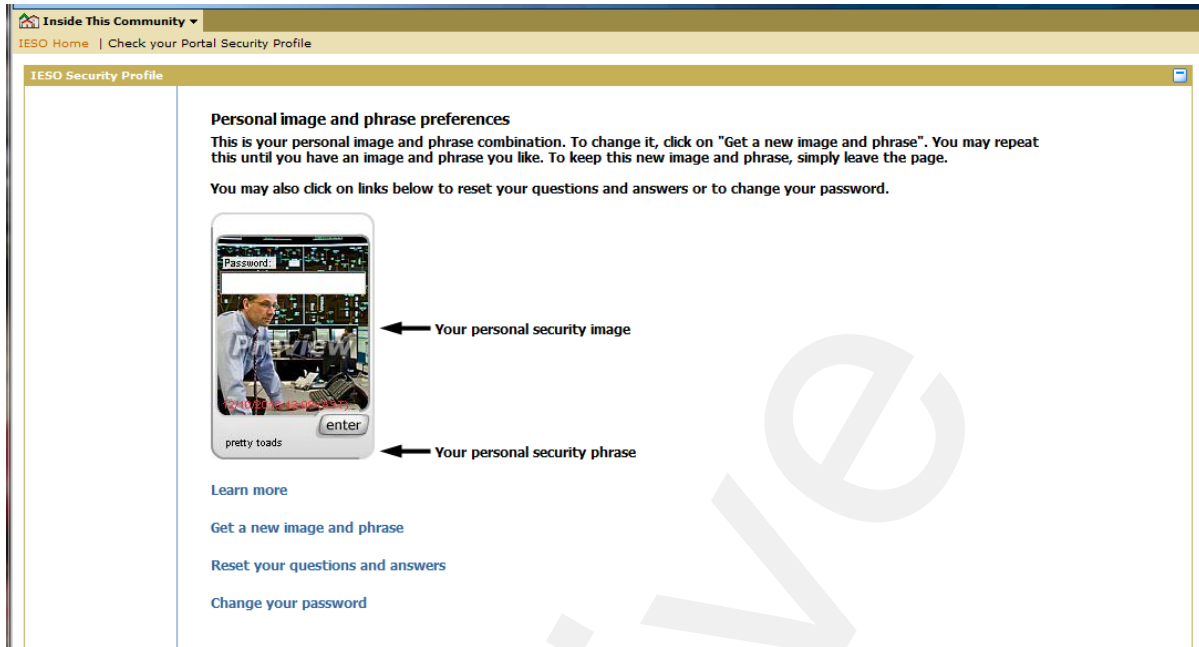 Inside This Community
IESO Home | Check your Portal Security Profile
IESO Security Profile
Personal image and phrase preferences
This is your personal image and phrase combination. To change it, click on "Get a new image and phrase". You may repeat
this until you have an image and phrase you like. To keep this new image and phrase, simply leave the page.
You may also click on links below to reset your questions and answers or to change your password.
Password:
Your personal security image
Preview
enter
pretty toads
Your personal security phrase
Learn more
Get a new image and phrase
Reset your questions and answers
Change your password